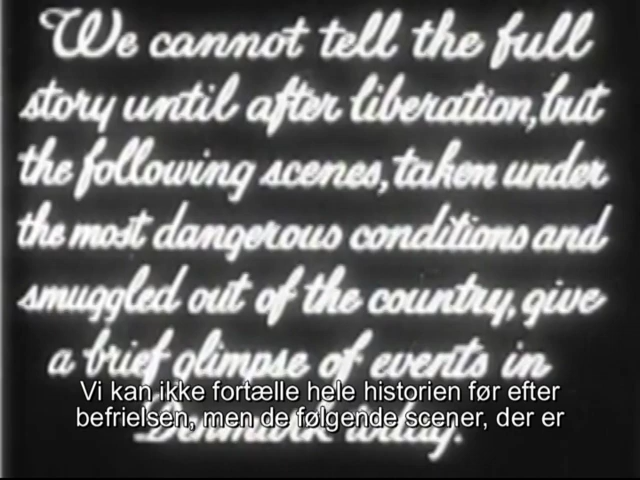 We cannot tell the full
story until after liberation, but
the following scenes, taken under
the most dangerous conditions and
smuggled out of the country, give
a brief glimpse of events in
Denmark today.
Vi kan ikke fortælle hele historien før efter
befrielsen, men de følgende scener, der er